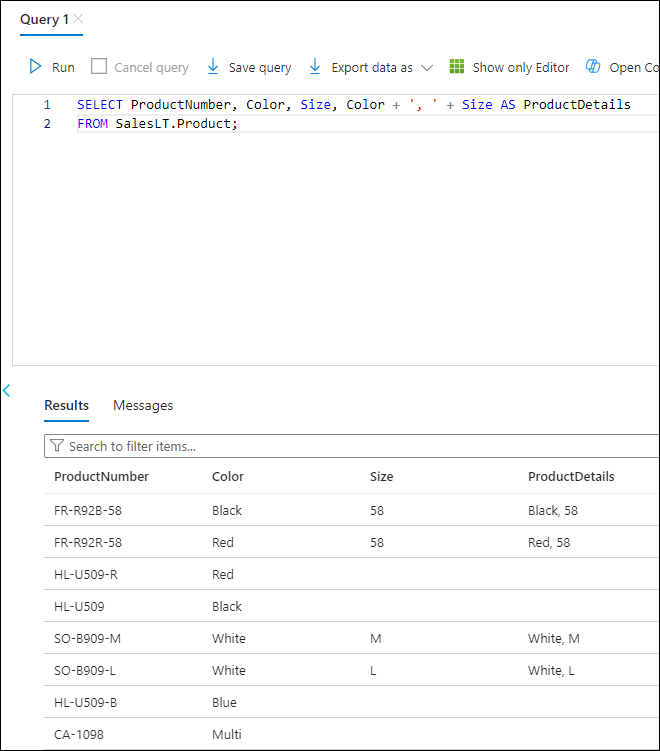 Query 1
Run Cancel query Save query Export data as Show only Editor Open Co
1 SELECT ProductNumber, Color, Size, Color + ', ' + Size AS ProductDetails
2 FROM SalesLT.Product;
Results Messages
Search to filter items...
ProductNumber Color Size ProductDetails
FR-R92B-58 Black 58 Black, 58
FR-R92R-58 Red 58 Red, 58
HL-U509-R Red
HL-U509 Black
SO-B909-M White M White, M
SO-B909-L White L White, L
HL-U509-B Blue
CA-1098 Multi